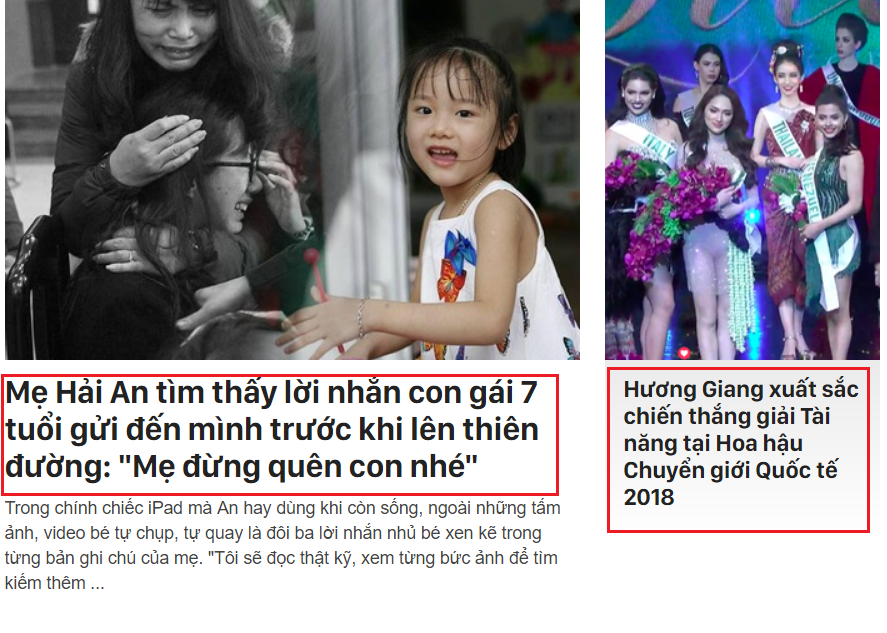 ITALY
THAILA
Mẹ Hải An tìm thấy lời nhắn con gái 7
tuổi gửi đến mình trước khi lên thiên
đường: "Mẹ đừng quên con nhé"
Trong chính chiếc iPad mà An hay dùng khi còn sống, ngoài những tấm
ảnh, video bé tự chụp, tự quay là đôi ba lời nhắn nhủ bé xen kẽ trong
từng bản ghi chú của mẹ. "Tôi sẽ đọc thật kỹ, xem từng bức ảnh để tìm
kiếm thêm ...
Hương Giang xuất sắc
chiến thắng giải Tài
năng tại Hoa hậu
Chuyển giới Quốc tế
2018